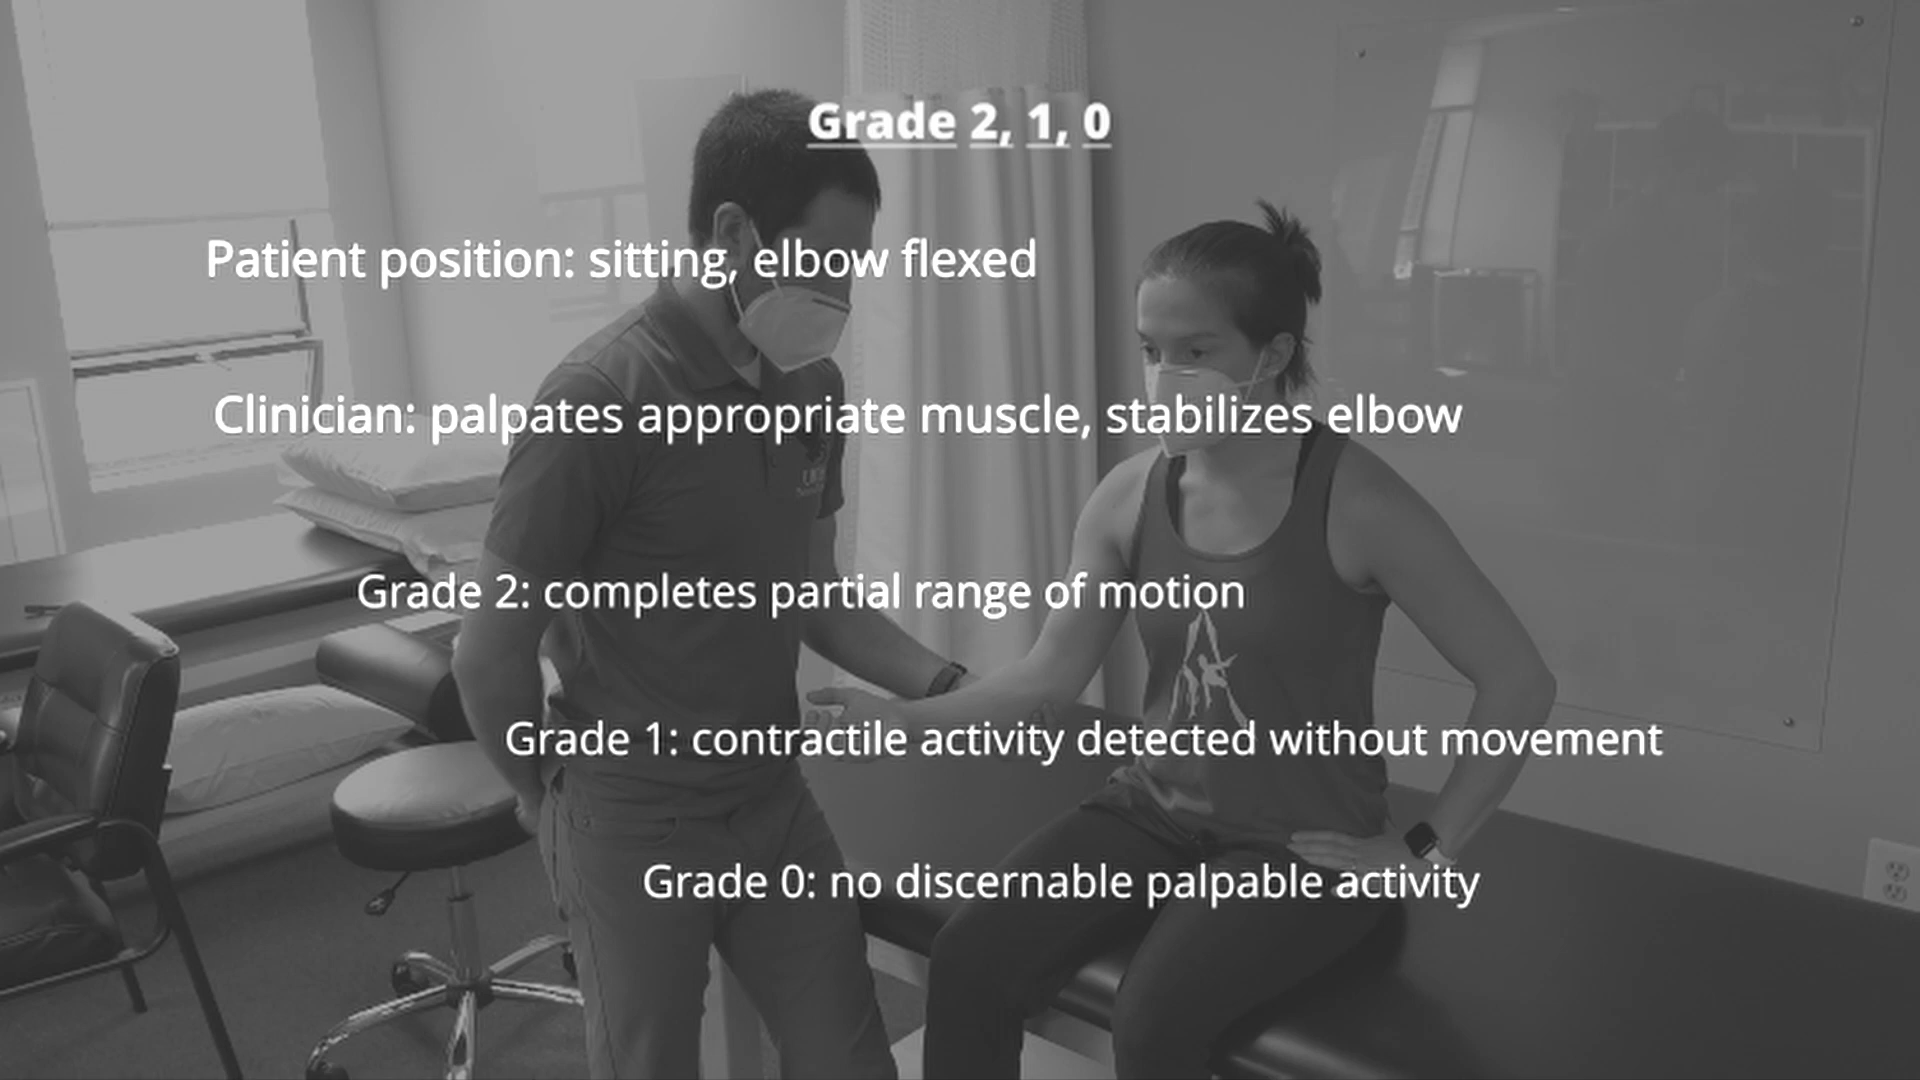 Grade 2, 1, 0
Patient position: sitting, elbow flexed
Clinician: palpates appropriate muscle, stabilizes elbow
Grade 2: completes partial range of motion
Grade 1: contractile activity detected without movement
Grade 0: no discernable palpable activity